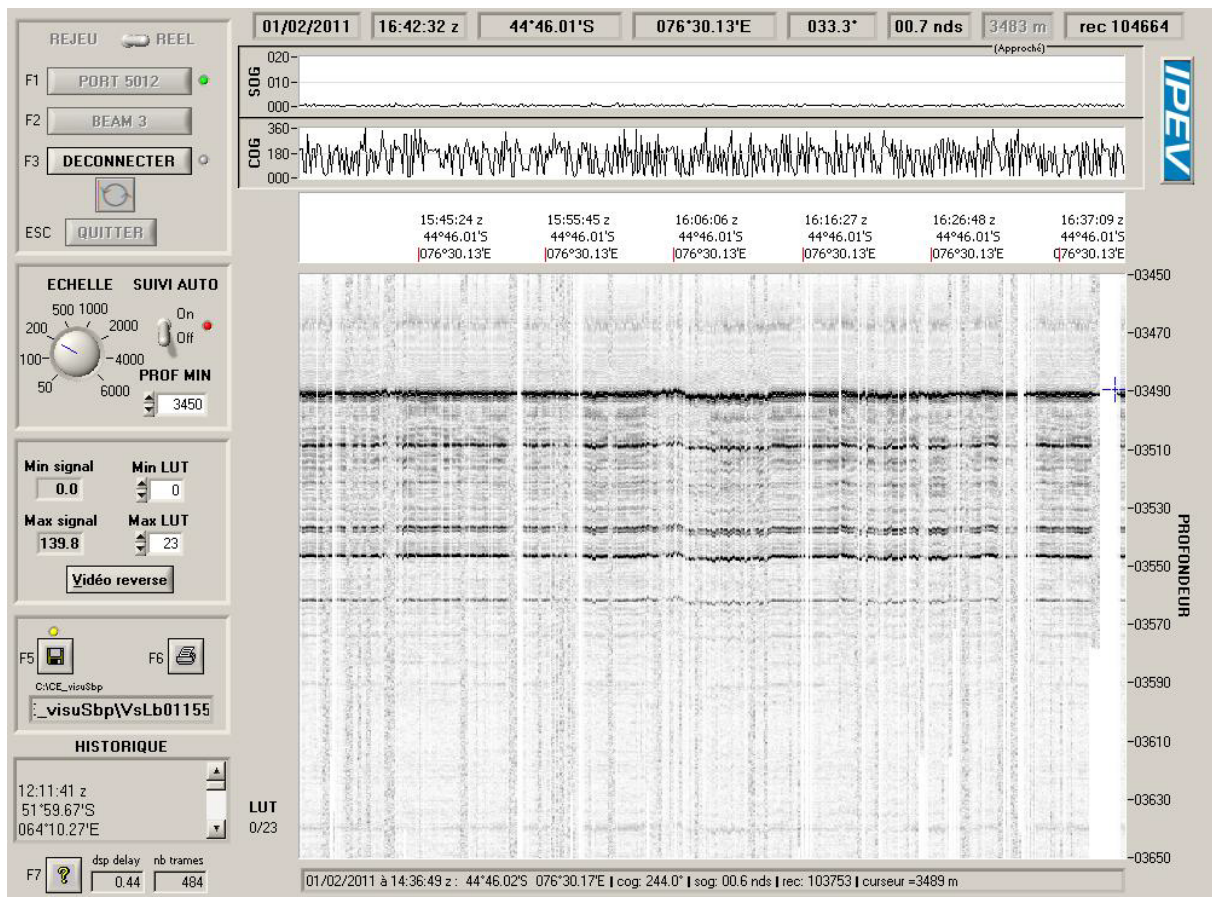 REJEU REEL
01/02/2011 16:42:32 z 44°46.01'S 076°30.13'E 033.3° 00.7 nds 3483 m rec 104664
(Approché)
F1 PORT 5012
F2 BEAM 3
F3 DECONNECTER
ESC QUITTER
SOG
020
010
000
COG
360
180
000
IPEV
15:45:24 z 15:55:45 z 16:06:06 z 16:16:27 z 16:26:48 z 16:37:09 z
44°46.01'S 44°46.01'S 44°46.01'S 44°46.01'S 44°46.01'S 44°46.01'S
076°30.13'E 076°30.13'E 076°30.13'E 076°30.13'E 076°30.13'E 076°30.13'E
ECHELLE SUIVI AUTO
500 1000 On
200 2000 Off
100 4000
50 6000
PROF MIN
3450
Min signal Min LUT
0.0 0
Max signal Max LUT
139.8 23
Vidéo reverse
F5 F6
C:\CE_visuSbp
:_visuSbp\VsLb01155
HISTORIQUE
12:11:41 z
51°59.67'S
064°10.27'E
F7 ?
dsp delay nb trames
0.44 484
LUT
0/23
-03450
-03470
-03490
-03510
-03530
-03550
-03570
-03590
-03610
-03630
-03650
PROFONDEUR
01/02/2011 à 14:36:49 z : 44°46.02'S 076°30.17'E | cog: 244.0° | sog: 00.6 nds | rec: 103753 | curseur =3489 m